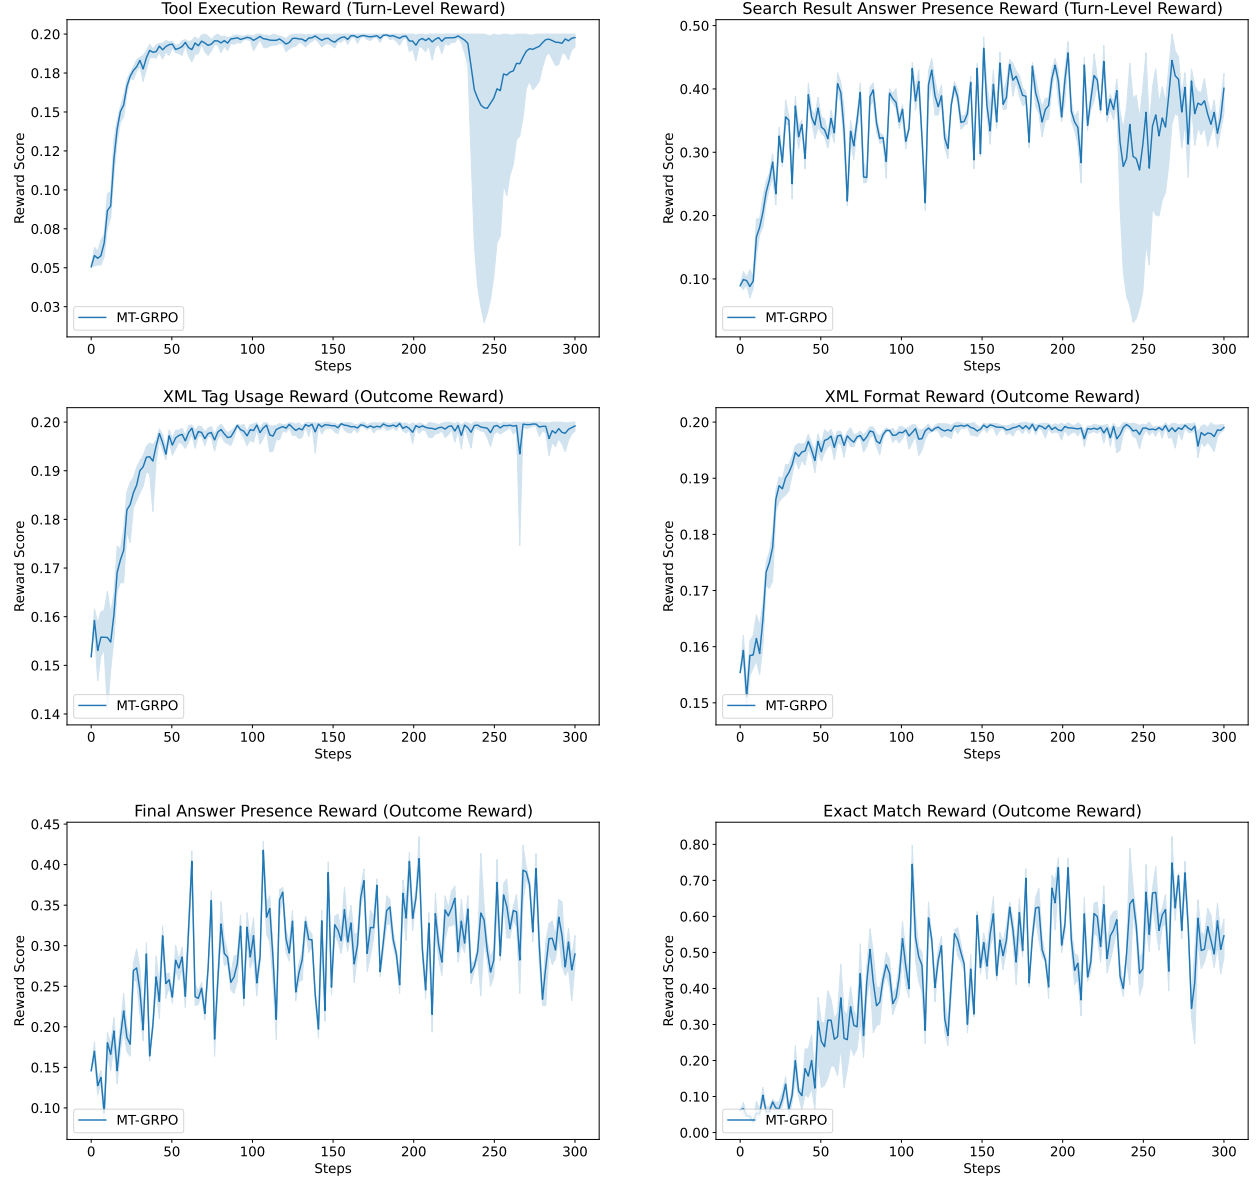 Tool Execution Reward (Turn-Level Reward)
Reward Score
0.20
0.18
0.15
0.12
0.10
0.08
0.05
0.03
MT-GRPO
0 50 100 150 200 250 300
Steps
Search Result Answer Presence Reward (Turn-Level Reward)
Reward Score
0.50
0.40
0.30
0.20
0.10
MT-GRPO
0 50 100 150 200 250 300
Steps
XML Tag Usage Reward (Outcome Reward)
Reward Score
0.20
0.19
0.18
0.17
0.16
0.15
0.14
MT-GRPO
0 50 100 150 200 250 300
Steps
XML Format Reward (Outcome Reward)
Reward Score
0.20
0.19
0.18
0.17
0.16
0.15
MT-GRPO
0 50 100 150 200 250 300
Steps
Final Answer Presence Reward (Outcome Reward)
Reward Score
0.45
0.40
0.35
0.30
0.25
0.20
0.15
0.10
MT-GRPO
0 50 100 150 200 250 300
Steps
Exact Match Reward (Outcome Reward)
Reward Score
0.80
0.70
0.60
0.50
0.40
0.30
0.20
0.10
0.00
MT-GRPO
0 50 100 150 200 250 300
Steps